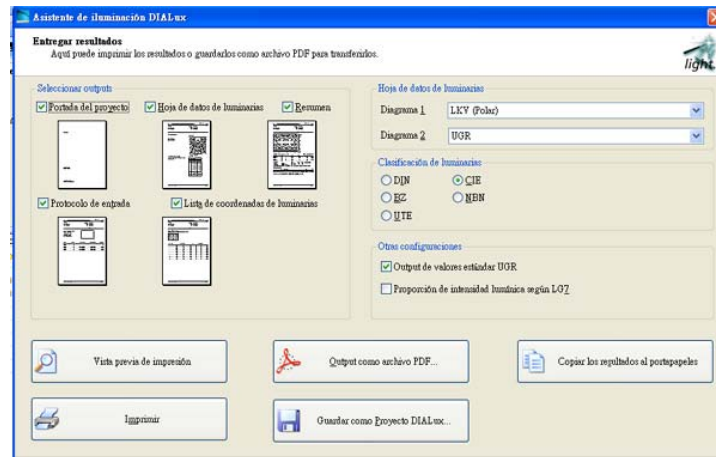 Asistente de iluminación DIALux
Entregar resultados
Aquí puede imprimir los resultados o guardarlos como archivo PDF para transferirlos.
light
Seleccionar outputs
Portada del proyecto
Hoja de datos de luminarias
Resumen
Protocolo de entrada
Lista de coordenadas de luminarias
Hoja de datos de luminarias
Diagrama 1
LKV (Polar)
Diagrama 2
UGR
Clasificación de luminarias
DIN
CIE
BZ
NBN
UTE
Otras configuraciones
Output de valores estándar UGR
Proporción de intensidad lumínica según LG7
Vista previa de impresión
Output como archivo PDF...
Copiar los resultados al portapapeles
Imprimir
Guardar como Proyecto DIALux...